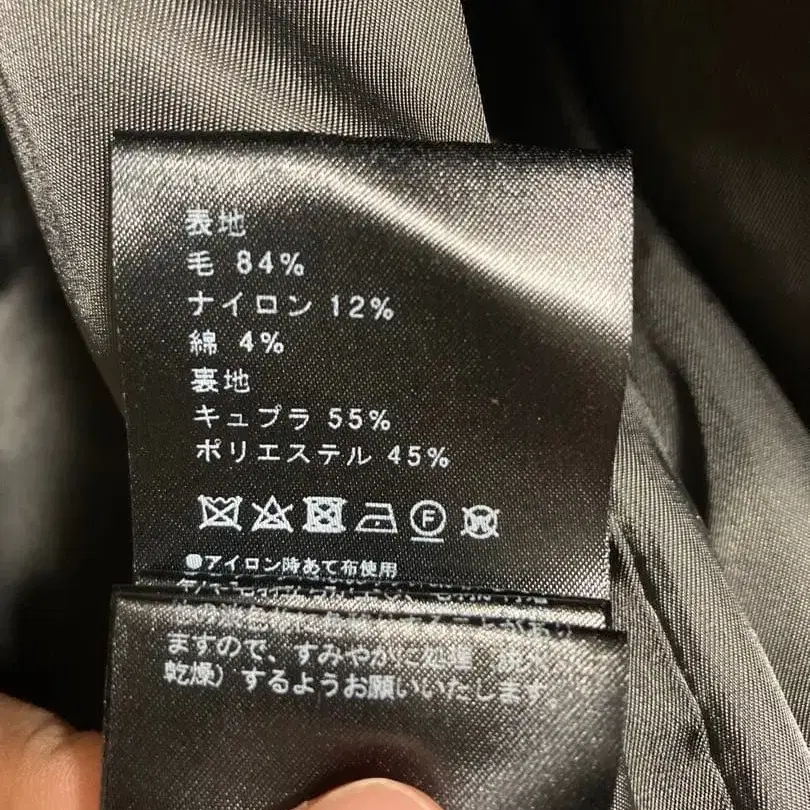 表地
毛 84%
ナイロン 12%
綿 4%
裏地
キュプラ 55%
ポリエステル 45%
F
W
●アイロン時あて布使用
ますので、すみやかに処理
乾燥)するようお願いいたします。